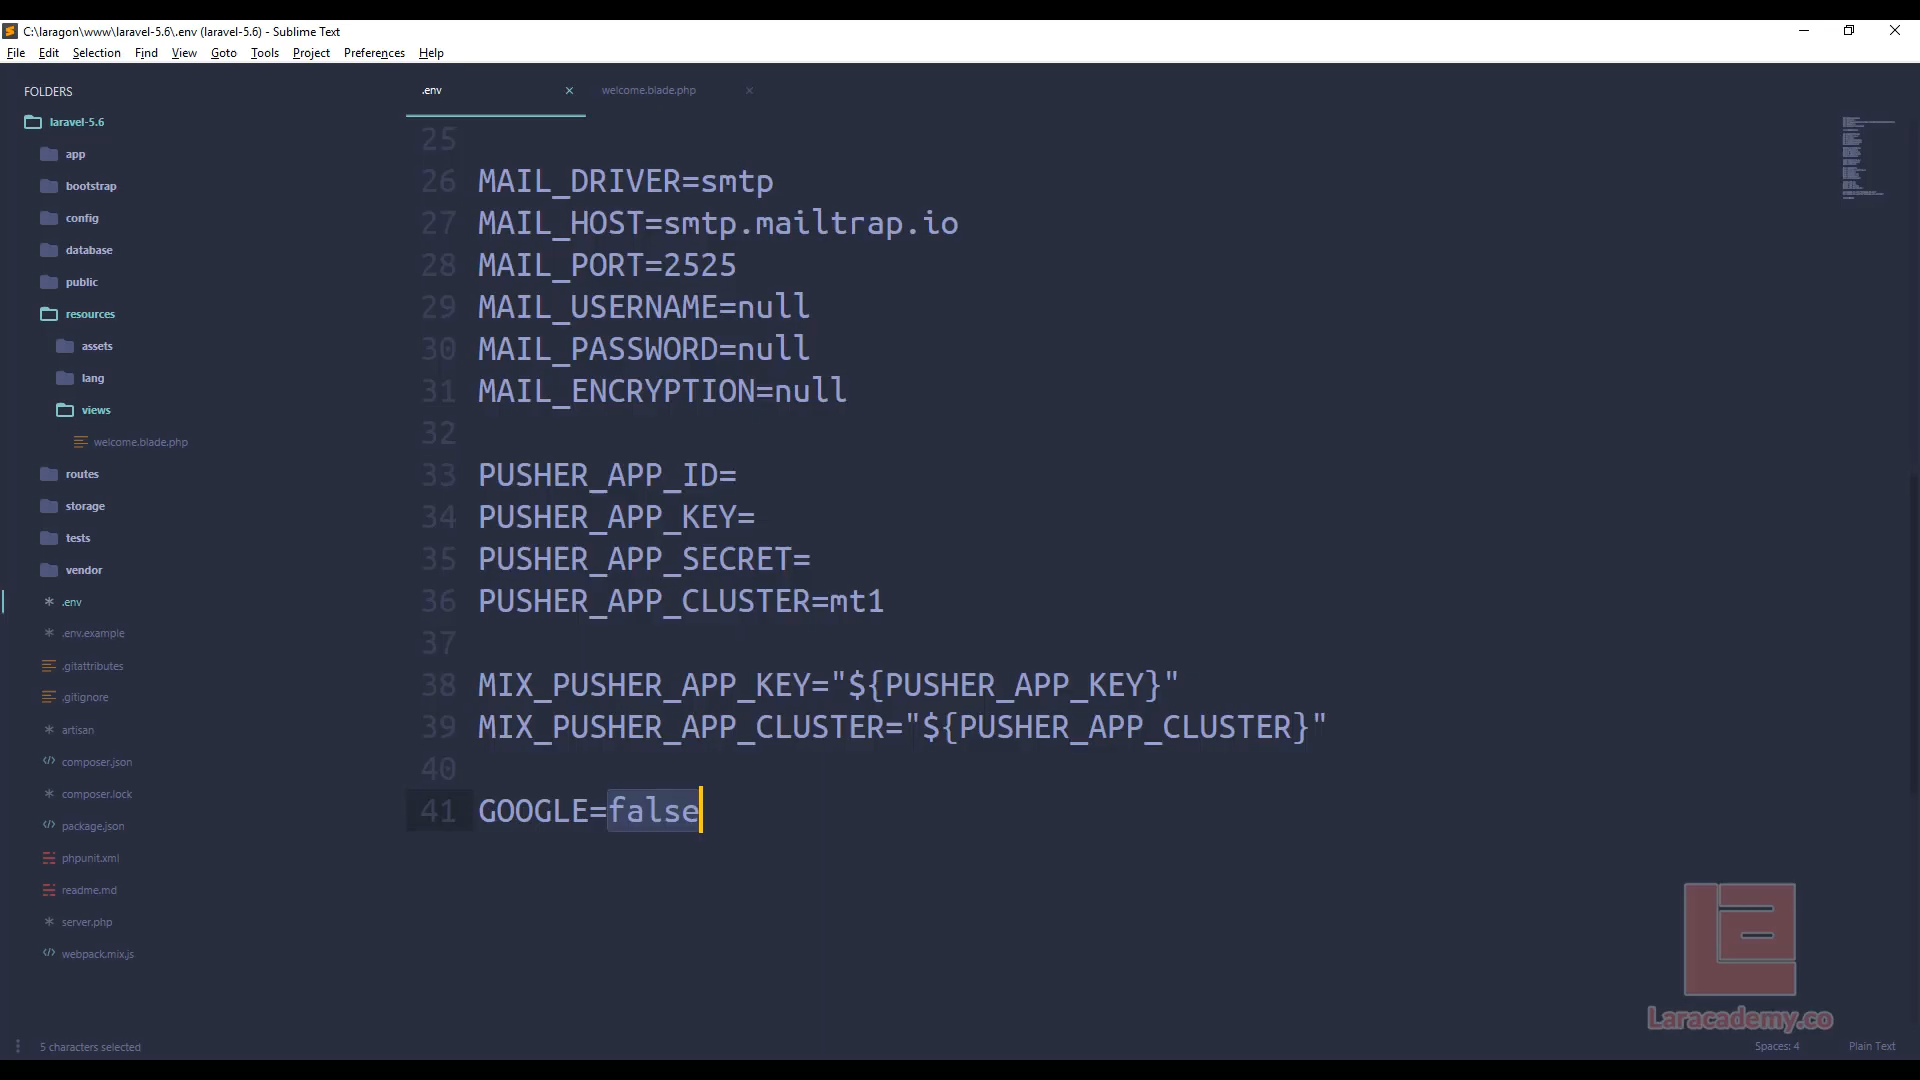 C:\laragon\www\laravel-5.6\.env (laravel-5.6) - Sublime Text
File Edit Selection Find View Goto Tools Project Preferences Help
FOLDERS
laravel-5.6
app
bootstrap
config
database
public
resources
assets
lang
views
welcome.blade.php
routes
storage
tests
vendor
.env
.env.example
.gitattributes
.gitignore
artisan
composer.json
composer.lock
package.json
phpunit.xml
readme.md
server.php
webpack.mix.js
.env
welcome.blade.php
25
26 MAIL_DRIVER=smtp
27 MAIL_HOST=smtp.mailtrap.io
28 MAIL_PORT=2525
29 MAIL_USERNAME=null
30 MAIL_PASSWORD=null
31 MAIL_ENCRYPTION=null
32
33 PUSHER_APP_ID=
34 PUSHER_APP_KEY=
35 PUSHER_APP_SECRET=
36 PUSHER_APP_CLUSTER=mt1
37
38 MIX_PUSHER_APP_KEY="${PUSHER_APP_KEY}"
39 MIX_PUSHER_APP_CLUSTER="${PUSHER_APP_CLUSTER}"
40
41 GOOGLE=false
Laracademy.co
5 characters selected
Spaces: 4
Plain Text